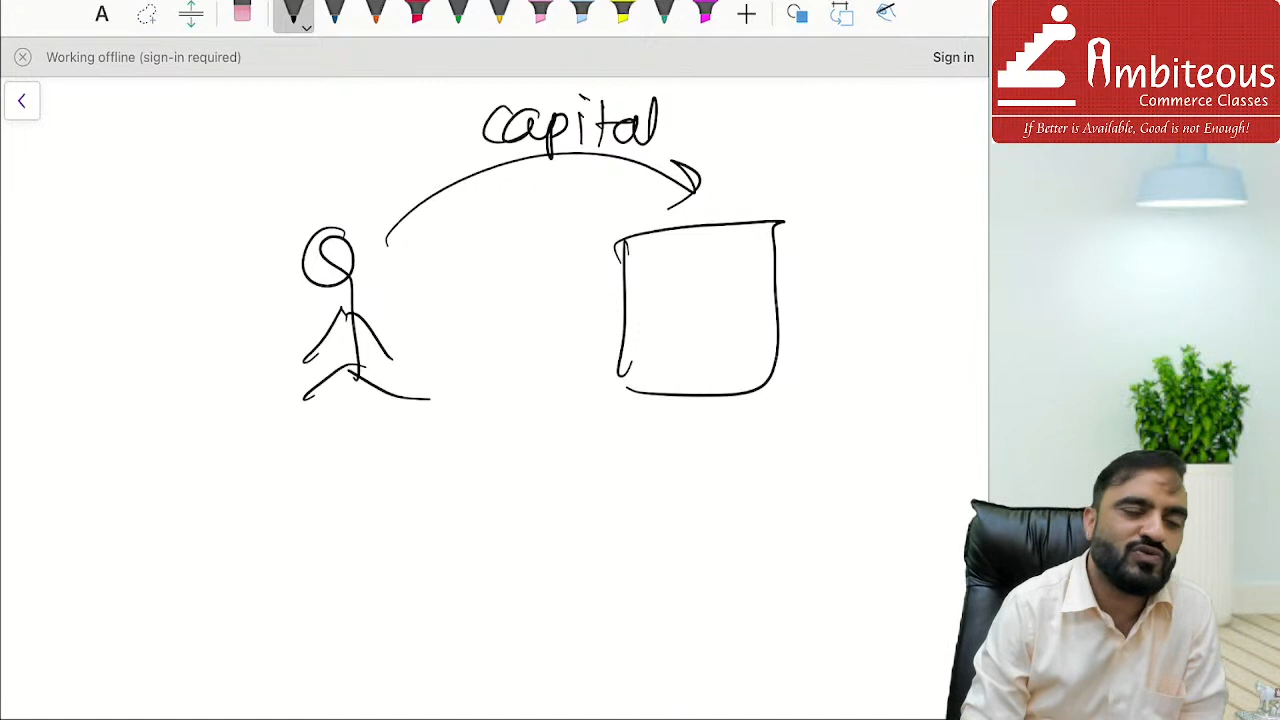 A
Working offline (sign-in required)
Sign in
capital
Ambiteous
Commerce Classes
If Better is Available, Good is not Enough!